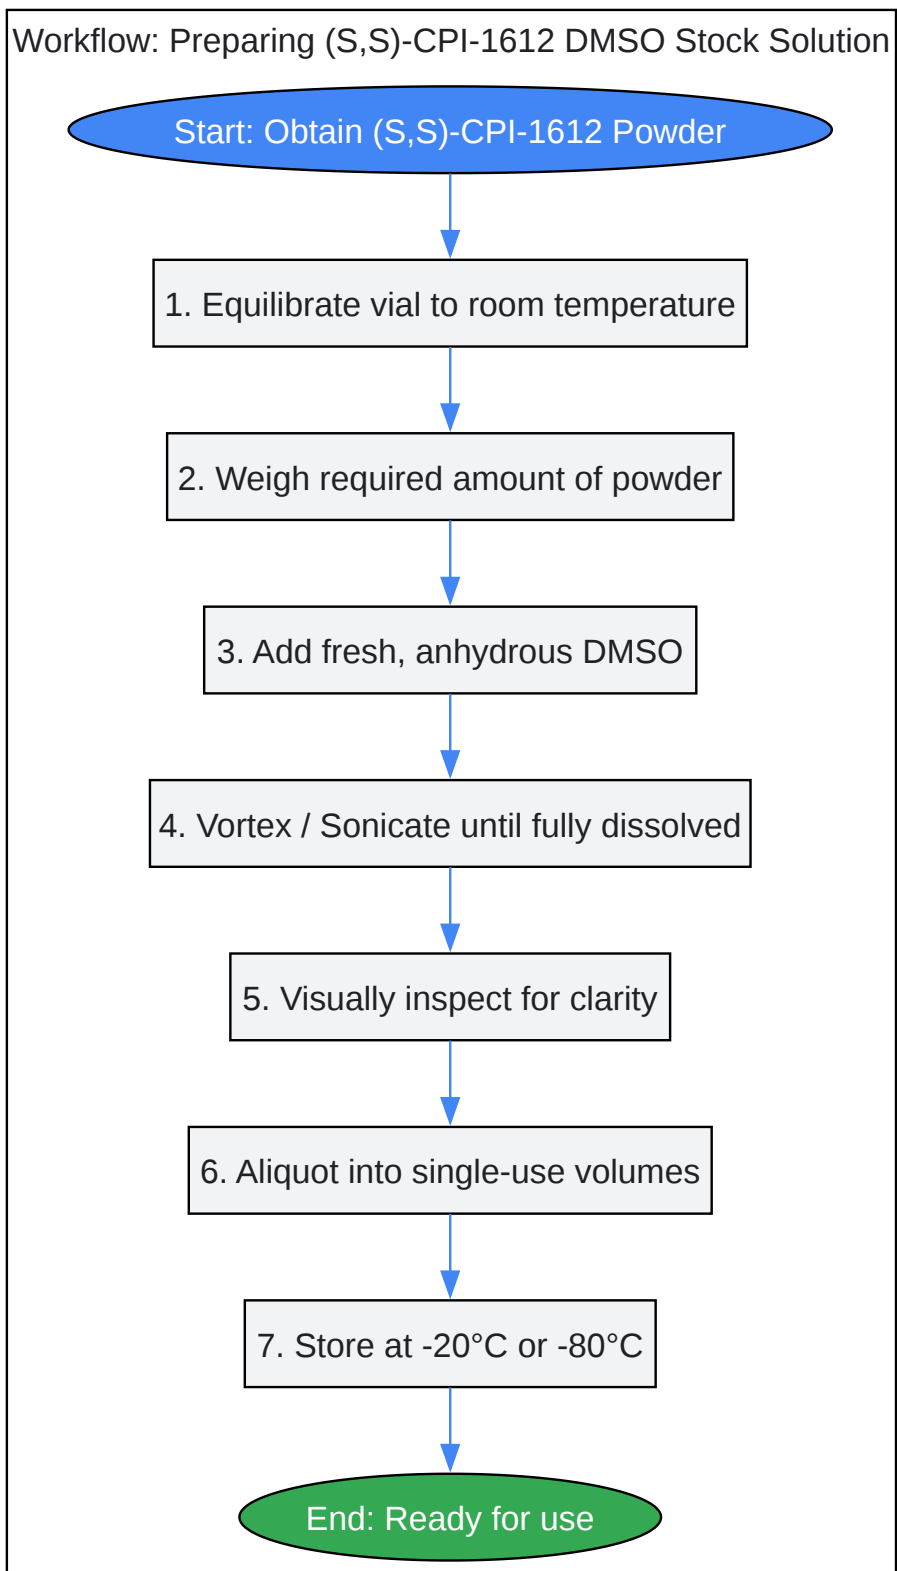 Workflow: Preparing (S,S)-CPI-1612 DMSO Stock Solution
Start: Obtain (S,S)-CPI-1612 Powder
1. Equilibrate vial to room temperature
2. Weigh required amount of powder
3. Add fresh, anhydrous DMSO
4. Vortex / Sonicate until fully dissolved
5. Visually inspect for clarity
6. Aliquot into single-use volumes
7. Store at -20°C or -80°C
End: Ready for use